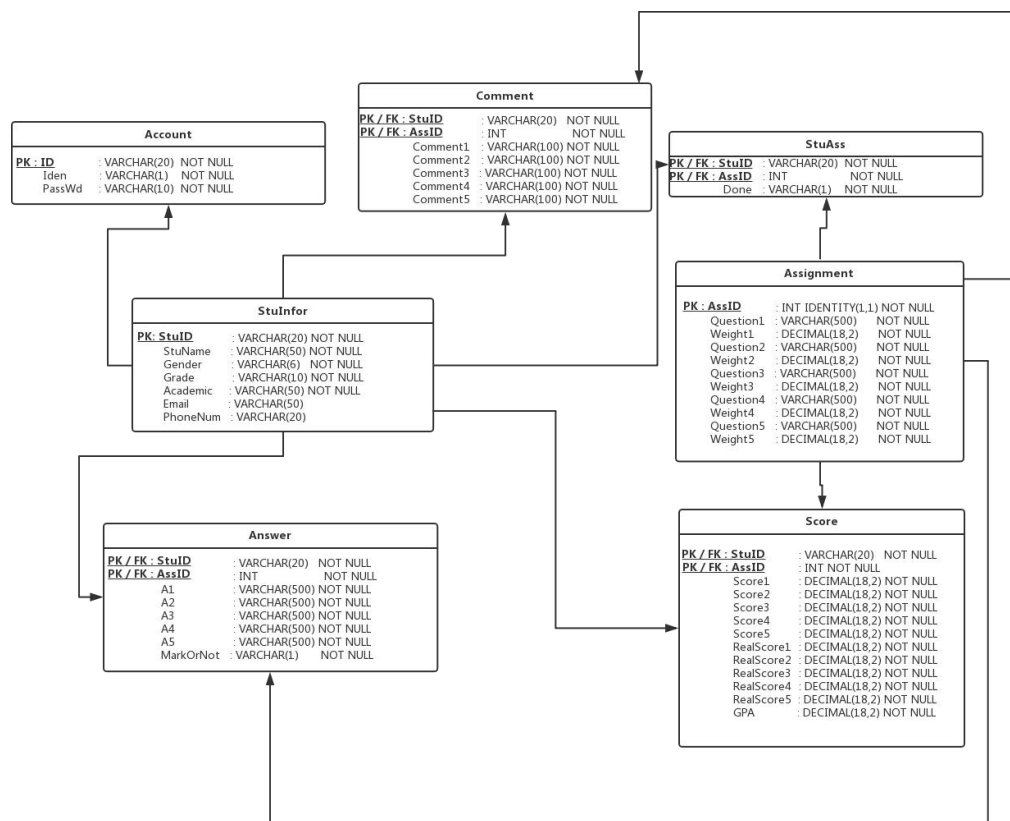 Comment
PK / FK : StuID : VARCHAR(20) NOT NULL
PK / FK : AssID : INT NOT NULL
Comment1 : VARCHAR(100) NOT NULL
Comment2 : VARCHAR(100) NOT NULL
Comment3 : VARCHAR(100) NOT NULL
Comment4 : VARCHAR(100) NOT NULL
Comment5 : VARCHAR(100) NOT NULL
Account
PK : ID : VARCHAR(20) NOT NULL
Iden : VARCHAR(1) NOT NULL
PassWd : VARCHAR(10) NOT NULL
StuAss
PK / FK : StuID : VARCHAR(20) NOT NULL
PK / FK : AssID : INT NOT NULL
Done : VARCHAR(1) NOT NULL
StuInfor
PK: StuID : VARCHAR(20) NOT NULL
StuName : VARCHAR(50) NOT NULL
Gender : VARCHAR(6) NOT NULL
Grade : VARCHAR(10) NOT NULL
Academic : VARCHAR(50) NOT NULL
Email : VARCHAR(50)
PhoneNum : VARCHAR(20)
Assignment
PK : AssID : INT IDENTITY(1,1) NOT NULL
Question1 : VARCHAR(500) NOT NULL
Weight1 : DECIMAL(18,2) NOT NULL
Question2 : VARCHAR(500) NOT NULL
Weight2 : DECIMAL(18,2) NOT NULL
Question3 : VARCHAR(500) NOT NULL
Weight3 : DECIMAL(18,2) NOT NULL
Question4 : VARCHAR(500) NOT NULL
Weight4 : DECIMAL(18,2) NOT NULL
Question5 : VARCHAR(500) NOT NULL
Weight5 : DECIMAL(18,2) NOT NULL
Answer
PK / FK : StuID : VARCHAR(20) NOT NULL
PK / FK : AssID : INT NOT NULL
A1 : VARCHAR(500) NOT NULL
A2 : VARCHAR(500) NOT NULL
A3 : VARCHAR(500) NOT NULL
A4 : VARCHAR(500) NOT NULL
A5 : VARCHAR(500) NOT NULL
MarkOrNot : VARCHAR(1) NOT NULL
Score
PK / FK : StuID : VARCHAR(20) NOT NULL
PK / FK : AssID : INT NOT NULL
Score1 : DECIMAL(18,2) NOT NULL
Score2 : DECIMAL(18,2) NOT NULL
Score3 : DECIMAL(18,2) NOT NULL
Score4 : DECIMAL(18,2) NOT NULL
Score5 : DECIMAL(18,2) NOT NULL
RealScore1 : DECIMAL(18,2) NOT NULL
RealScore2 : DECIMAL(18,2) NOT NULL
RealScore3 : DECIMAL(18,2) NOT NULL
RealScore4 : DECIMAL(18,2) NOT NULL
RealScore5 : DECIMAL(18,2) NOT NULL
GPA : DECIMAL(18,2) NOT NULL